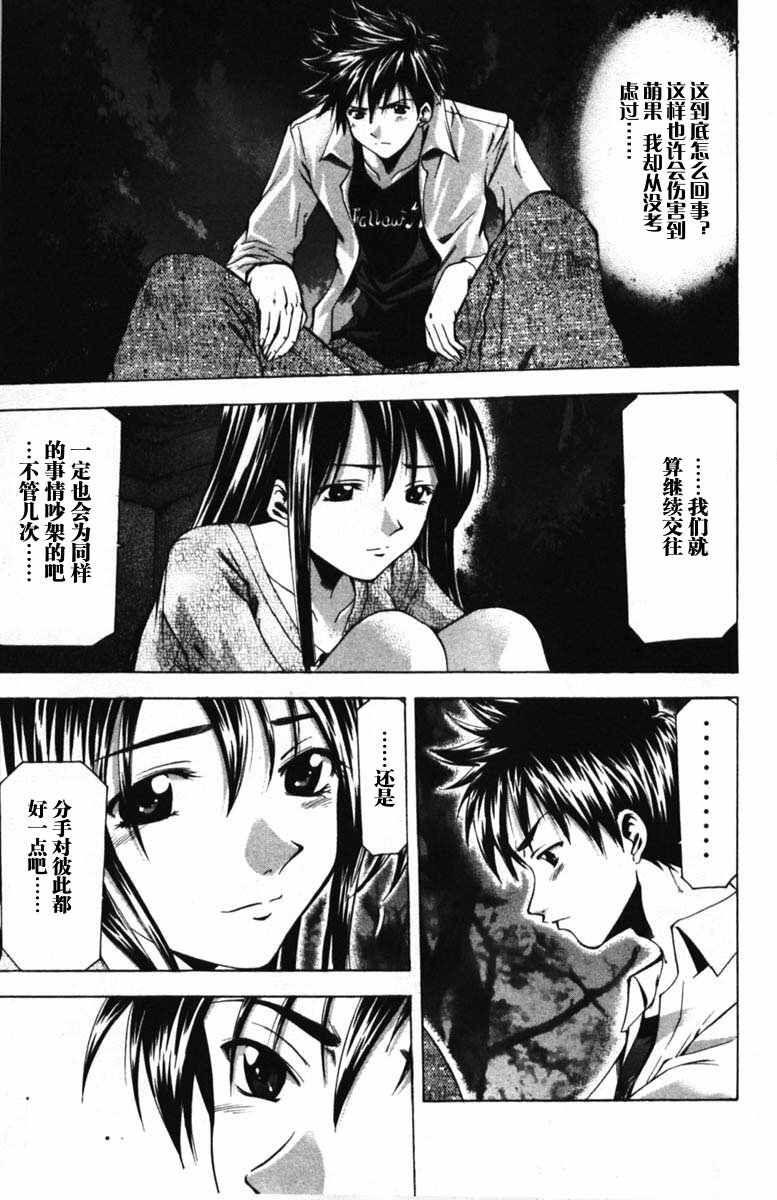 这到底怎么回事？
这样也许会伤害到
萌果 我却从没考
虑过……
Fallow
……我们就
算继续交往
一定也会为同样
的事情吵架的吧
…不管几次……
………
……还是
分手对彼此都
好一点吧……